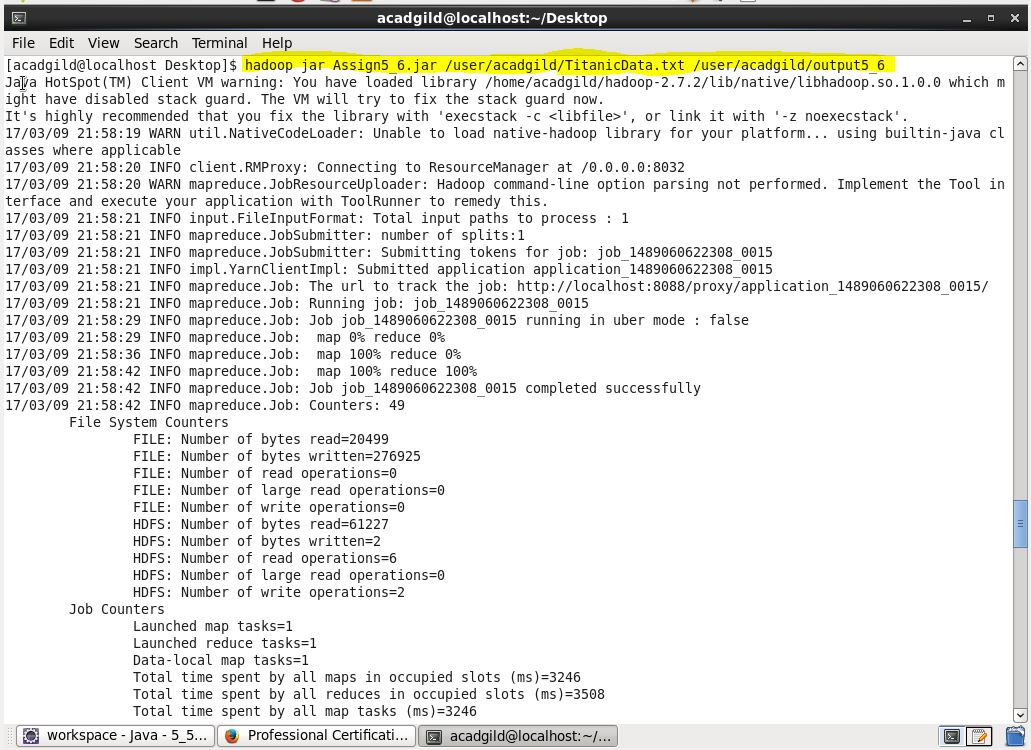 acadgild@localhost:~/Desktop
File Edit View Search Terminal Help
[acadgild@localhost Desktop]$ hadoop jar Assign5_6.jar /user/acadgild/TitanicData.txt /user/acadgild/output5_6
Java HotSpot(TM) Client VM warning: You have loaded library /home/acadgild/hadoop-2.7.2/lib/native/libhadoop.so.1.0.0 which m
ight have disabled stack guard. The VM will try to fix the stack guard now.
It's highly recommended that you fix the library with 'execstack -c <libfile>', or link it with '-z noexecstack'.
17/03/09 21:58:19 WARN util.NativeCodeLoader: Unable to load native-hadoop library for your platform... using builtin-java cl
asses where applicable
17/03/09 21:58:20 INFO client.RMProxy: Connecting to ResourceManager at /0.0.0.0:8032
17/03/09 21:58:20 WARN mapreduce.JobResourceUploader: Hadoop command-line option parsing not performed. Implement the Tool in
terface and execute your application with ToolRunner to remedy this.
17/03/09 21:58:21 INFO input.FileInputFormat: Total input paths to process : 1
17/03/09 21:58:21 INFO mapreduce.JobSubmitter: number of splits:1
17/03/09 21:58:21 INFO mapreduce.JobSubmitter: Submitting tokens for job: job_1489060622308_0015
17/03/09 21:58:21 INFO impl.YarnClientImpl: Submitted application application_1489060622308_0015
17/03/09 21:58:21 INFO mapreduce.Job: The url to track the job: http://localhost:8088/proxy/application_1489060622308_0015/
17/03/09 21:58:21 INFO mapreduce.Job: Running job: job_1489060622308_0015
17/03/09 21:58:29 INFO mapreduce.Job: Job job_1489060622308_0015 running in uber mode : false
17/03/09 21:58:29 INFO mapreduce.Job:  map 0% reduce 0%
17/03/09 21:58:36 INFO mapreduce.Job:  map 100% reduce 0%
17/03/09 21:58:42 INFO mapreduce.Job:  map 100% reduce 100%
17/03/09 21:58:42 INFO mapreduce.Job: Job job_1489060622308_0015 completed successfully
17/03/09 21:58:42 INFO mapreduce.Job: Counters: 49
File System Counters
FILE: Number of bytes read=20499
FILE: Number of bytes written=276925
FILE: Number of read operations=0
FILE: Number of large read operations=0
FILE: Number of write operations=0
HDFS: Number of bytes read=61227
HDFS: Number of bytes written=2
HDFS: Number of read operations=6
HDFS: Number of large read operations=0
HDFS: Number of write operations=2
Job Counters
Launched map tasks=1
Launched reduce tasks=1
Data-local map tasks=1
Total time spent by all maps in occupied slots (ms)=3246
Total time spent by all reduces in occupied slots (ms)=3508
Total time spent by all map tasks (ms)=3246
workspace - Java - 5_5... Professional Certificati... acadgild@localhost:~/...